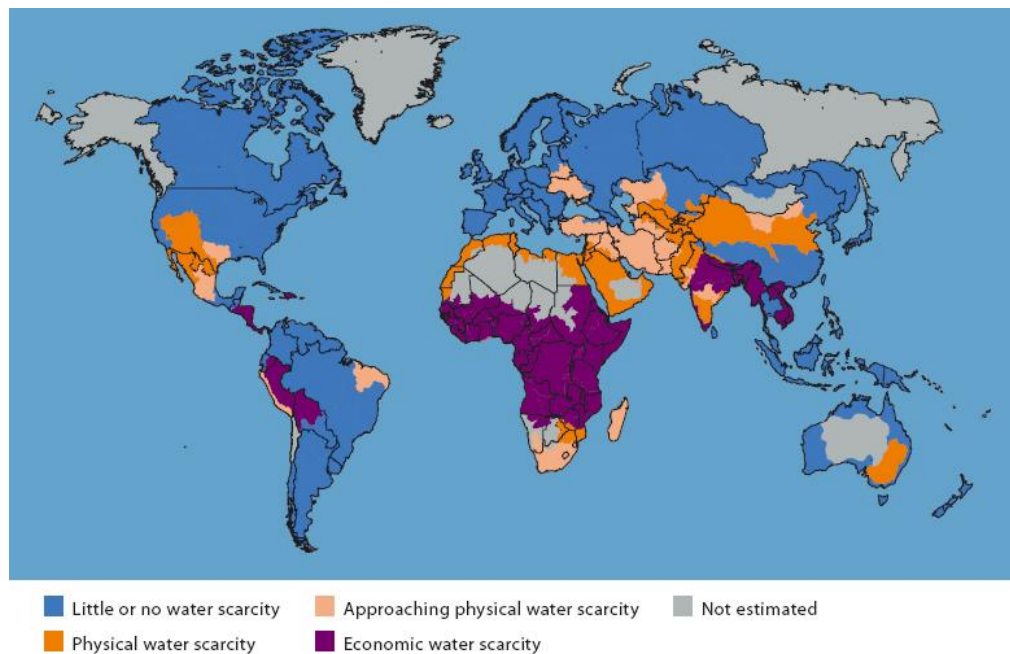 Little or no water scarcity
Approaching physical water scarcity
Not estimated
Physical water scarcity
Economic water scarcity